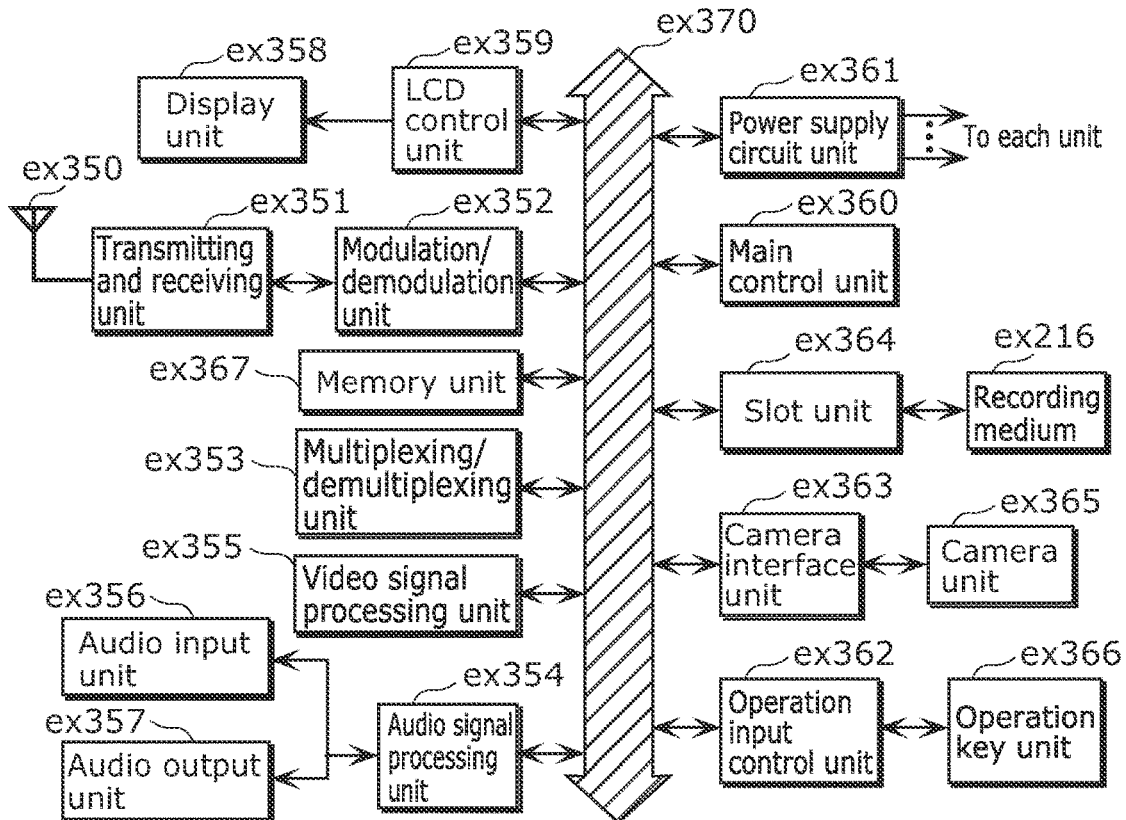 ex370
ex358
ex359
ex361
Display
unit
LCD
control
unit
Power supply
circuit unit
To each unit
ex350
ex351
ex352
ex360
Transmitting
and receiving
unit
Modulation/
demodulation
unit
Main
control unit
ex367
Memory unit
ex364
ex216
Slot unit
Recording
medium
ex353
Multiplexing/
demultiplexing
unit
ex363
ex365
Camera
interface
unit
Camera
unit
ex355
Video signal
processing unit
ex356
Audio input
unit
ex354
ex362
ex366
ex357
Audio output
unit
Audio signal
processing
unit
Operation
input
control unit
Operation
key unit